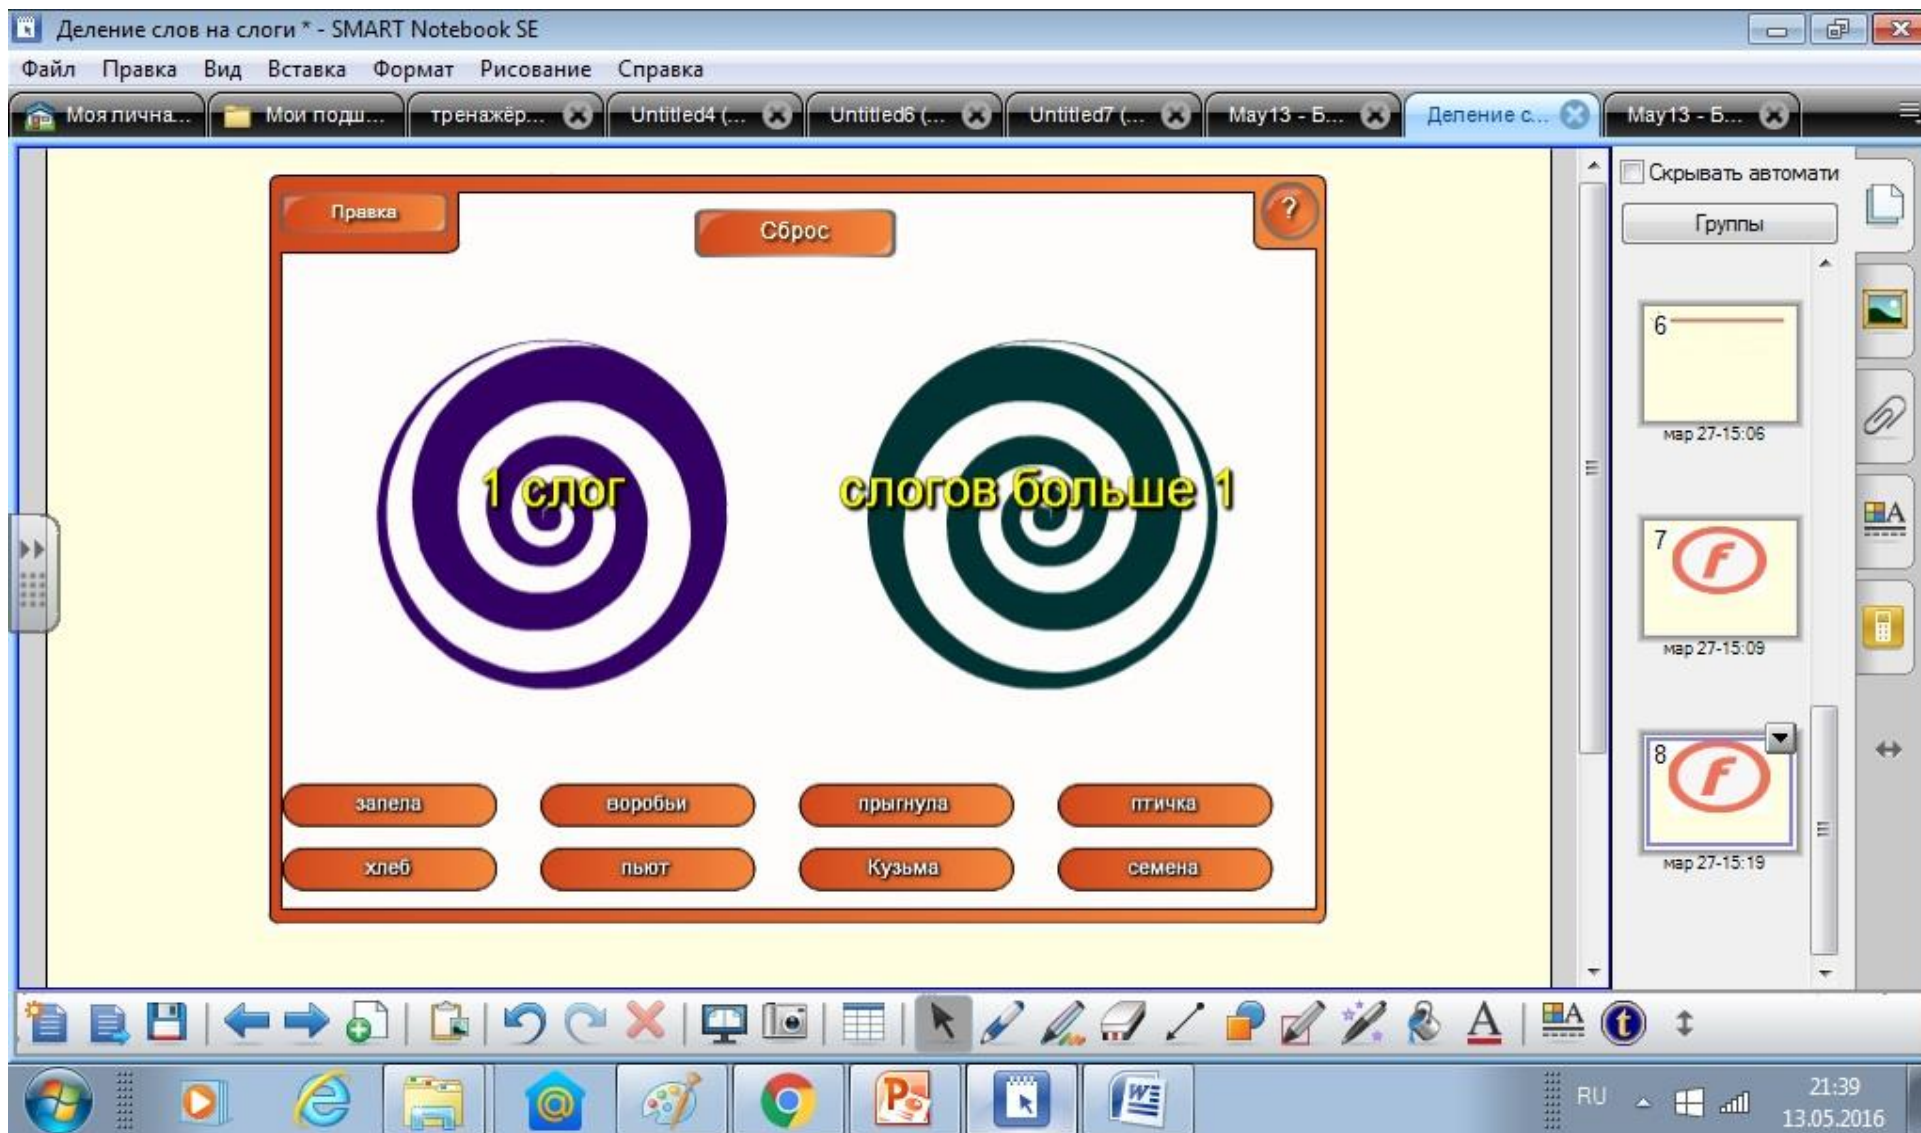 Деление слов на слоги * - SMART Notebook SE
Файл Правка Вид Вставка Формат Рисование Справка
Моя лична... Мои подш... тренажёр... Untitled4 (... Untitled6 (... Untitled7 (... May13 - Б... Деление с... May13 - Б...
Скрывать автомати
Группы
Правка
Сброс
?
1 слог
слогов больше 1
запела воробьи прыгнула птичка
хлеб пьют Кузьма семена
6
мар 27-15:06
7
мар 27-15:09
8
мар 27-15:19
RU
21:39
13.05.2016